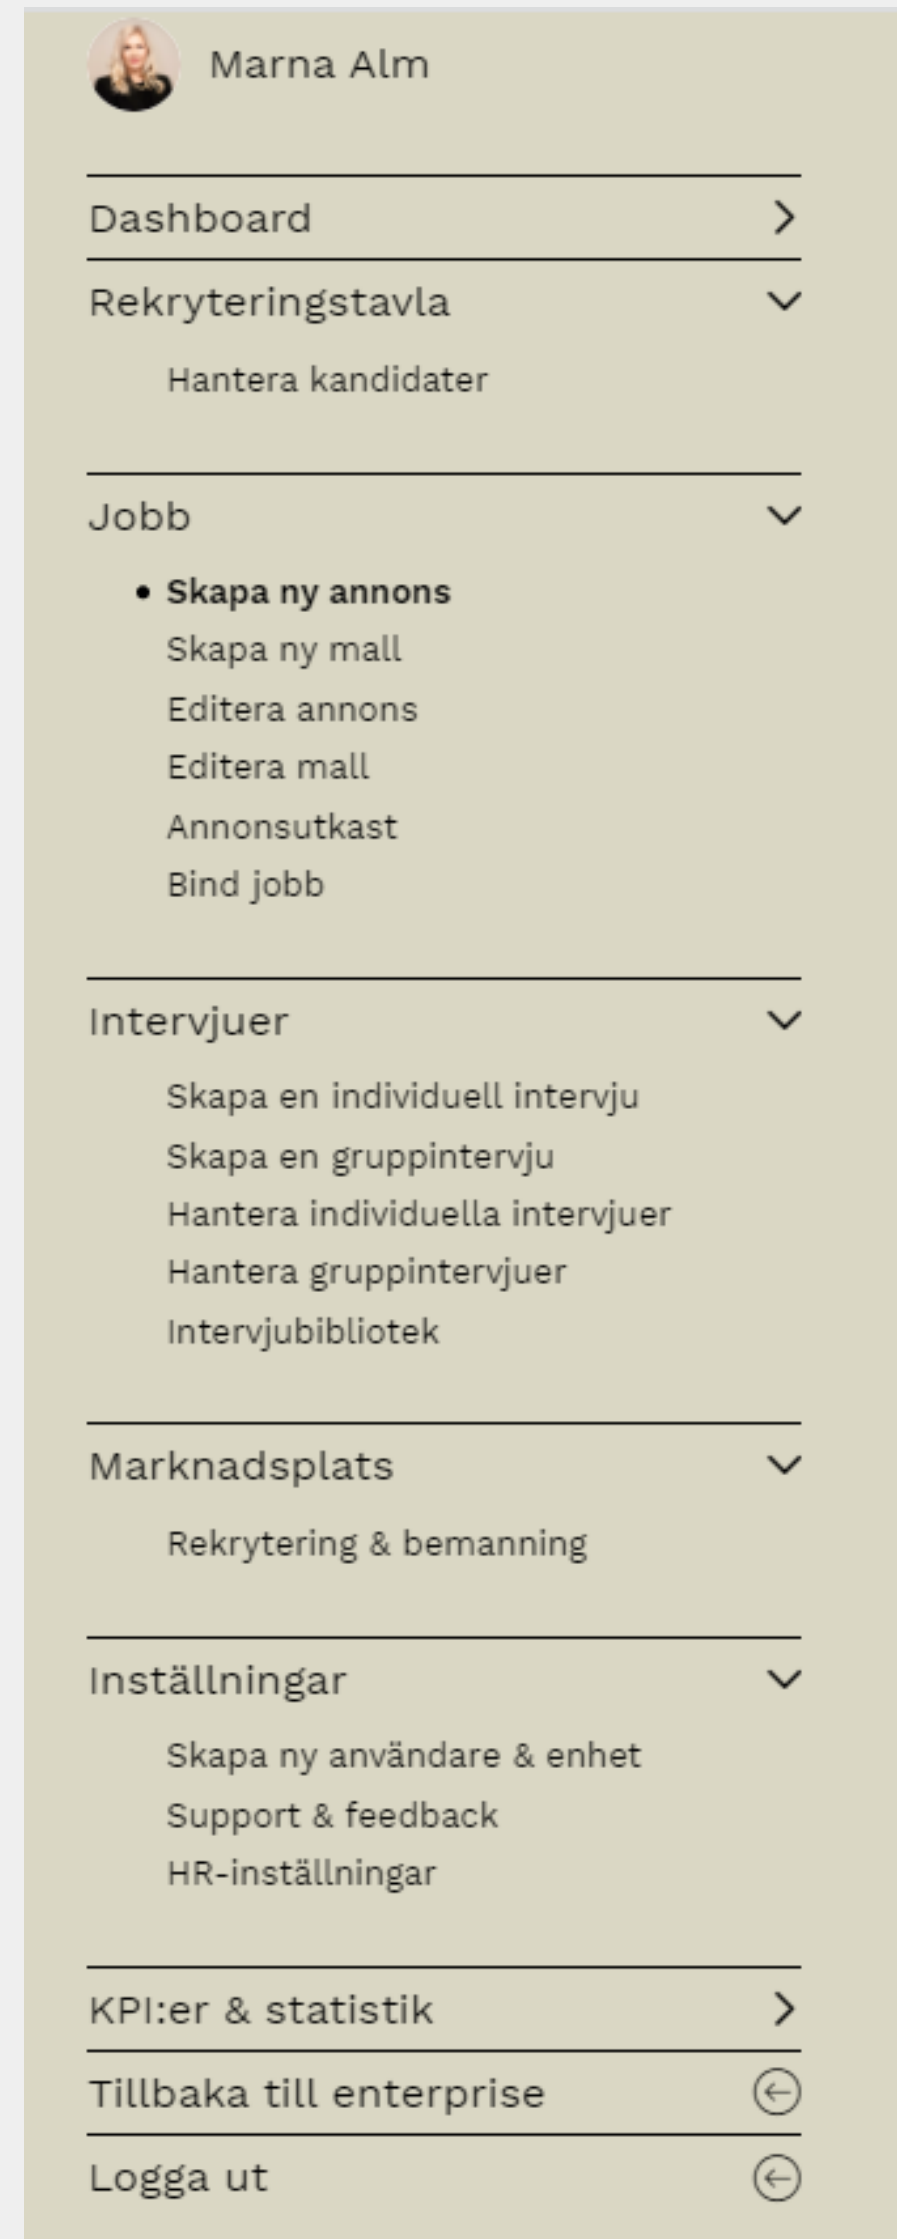 Marna Alm
Dashboard
Rekryteringstavla
Hantera kandidater
Jobb
Skapa ny annons
Skapa ny mall
Editera annons
Editera mall
Annonsutkast
Bind jobb
Intervjuer
Skapa en individuell intervju
Skapa en gruppintervju
Hantera individuella intervjuer
Hantera gruppintervjuer
Intervjubibliotek
Marknadsplats
Rekrytering & bemanning
Inställningar
Skapa ny användare & enhet
Support & feedback
HR-inställningar
KPI:er & statistik
Tillbaka till enterprise
Logga ut